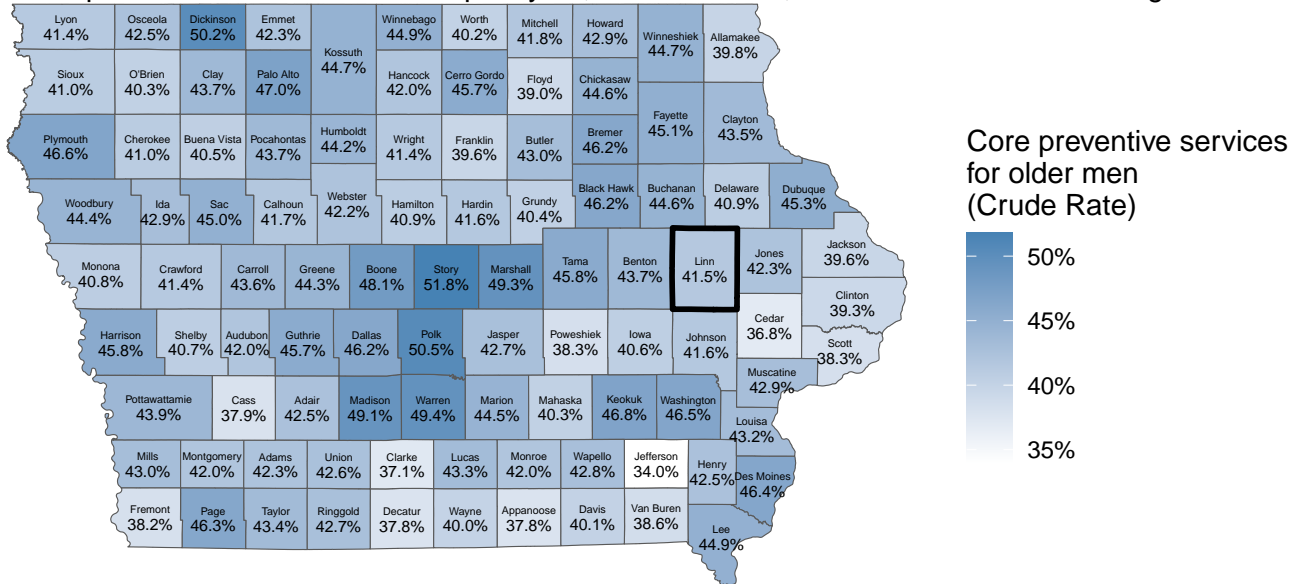 Lyon
41.4%
Osceola
42.5%
Dickinson
50.2%
Emmet
42.3%
Kossuth
44.7%
Winnebago
44.9%
Worth
40.2%
Mitchell
41.8%
Howard
42.9%
Winneshiek
44.7%
Allamakee
39.8%
Sioux
41.0%
O'Brien
40.3%
Clay
43.7%
Palo Alto
47.0%
Hancock
42.0%
Cerro Gordo
45.7%
Floyd
39.0%
Chickasaw
44.6%
Fayette
45.1%
Clayton
43.5%
Plymouth
46.6%
Cherokee
41.0%
Buena Vista
40.5%
Pocahontas
43.7%
Humboldt
44.2%
Wright
41.4%
Franklin
39.6%
Butler
43.0%
Bremer
46.2%
Woodbury
44.4%
Ida
42.9%
Sac
45.0%
Calhoun
41.7%
Webster
42.2%
Hamilton
40.9%
Hardin
41.6%
Grundy
40.4%
Black Hawk
46.2%
Buchanan
44.6%
Delaware
40.9%
Dubuque
45.3%
Monona
40.8%
Crawford
41.4%
Carroll
43.6%
Greene
44.3%
Boone
48.1%
Story
51.8%
Marshall
49.3%
Tama
45.8%
Benton
43.7%
Linn
41.5%
Jones
42.3%
Jackson
39.6%
Clinton
39.3%
Harrison
45.8%
Shelby
40.7%
Audubon
42.0%
Guthrie
45.7%
Dallas
46.2%
Polk
50.5%
Jasper
42.7%
Poweshiek
38.3%
Iowa
40.6%
Johnson
41.6%
Cedar
36.8%
Scott
38.3%
Muscatine
42.9%
Pottawattamie
43.9%
Cass
37.9%
Adair
42.5%
Madison
49.1%
Warren
49.4%
Marion
44.5%
Mahaska
40.3%
Keokuk
46.8%
Washington
46.5%
Louisa
43.2%
Mills
43.0%
Montgomery
42.0%
Adams
42.3%
Union
42.6%
Clarke
37.1%
Lucas
43.3%
Monroe
42.0%
Wapello
42.8%
Jefferson
34.0%
Henry
42.5%
Des Moines
46.4%
Fremont
38.2%
Page
46.3%
Taylor
43.4%
Ringgold
42.7%
Decatur
37.8%
Wayne
40.0%
Appanoose
37.8%
Davis
40.1%
Van Buren
38.6%
Lee
44.9%
Core preventive services
for older men
(Crude Rate)
50%
45%
40%
35%